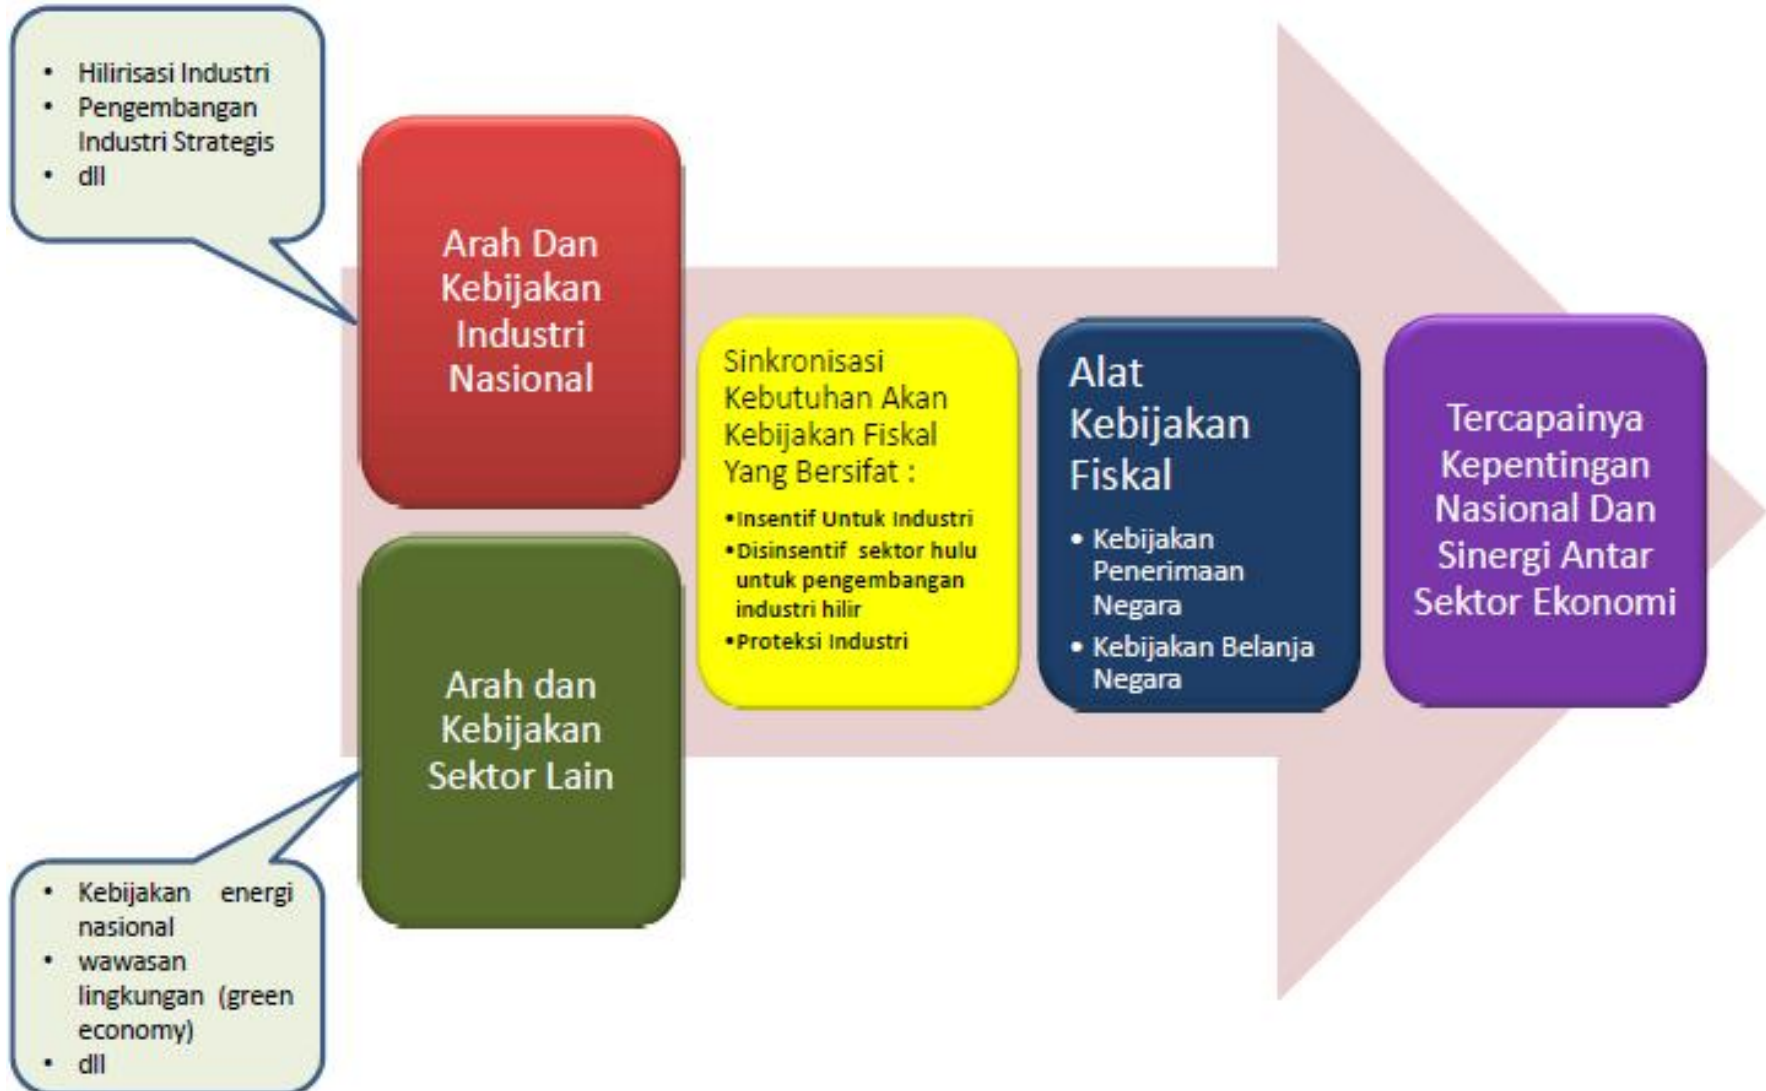 • Hilirisasi Industri
• Pengembangan
Industri Strategis
• dll
Arah Dan
Kebijakan
Industri
Nasional
Arah dan
Kebijakan
Sektor Lain
• Kebijakan energi
nasional
• wawasan
lingkungan (green
economy)
• dll
Sinkronisasi
Kebutuhan Akan
Kebijakan Fiskal
Yang Bersifat :
•Insentif Untuk Industri
•Disinsentif sektor hulu
untuk pengembangan
industri hilir
•Proteksi Industri
Alat
Kebijakan
Fiskal
• Kebijakan
Penerimaan
Negara
• Kebijakan Belanja
Negara
Tercapainya
Kepentingan
Nasional Dan
Sinergi Antar
Sektor Ekonomi